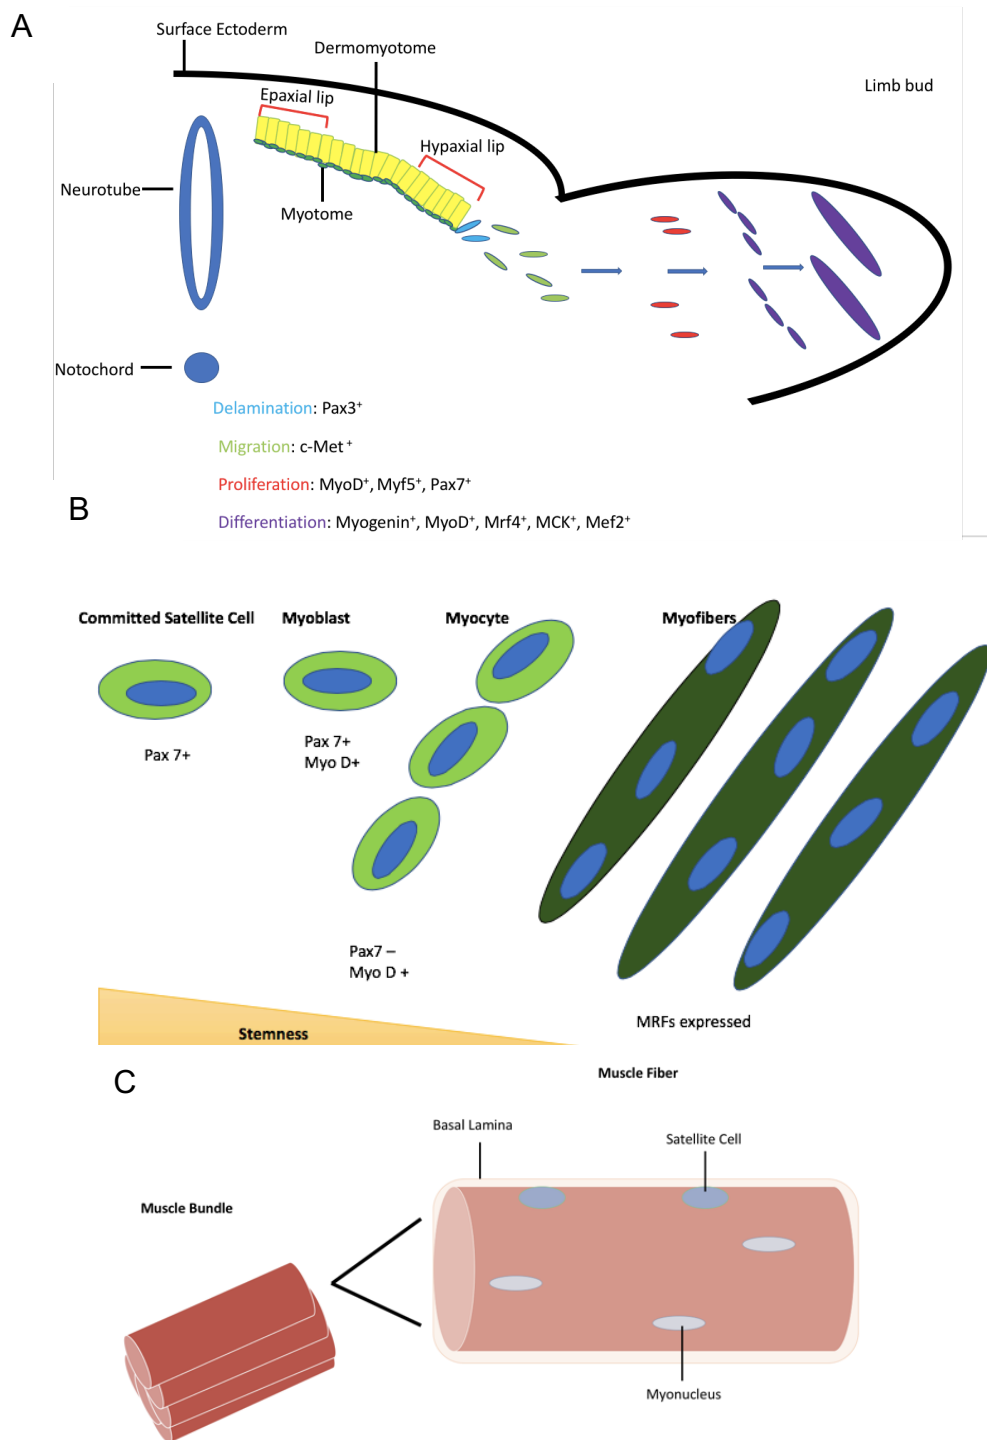 A
Surface Ectoderm
Dermomyotome
Limb bud
Epaxial lip
Hypaxial lip
Neurotube
Myotome
Notochord
Delamination: Pax3⁺
Migration: c-Met ⁺
Proliferation: MyoD⁺, Myf5⁺, Pax7⁺
Differentiation: Myogenin⁺, MyoD⁺, Mrf4⁺, MCK⁺, Mef2⁺
B
Committed Satellite Cell
Myoblast
Myocyte
Myofibers
Pax 7+
Pax 7+
Myo D+
Pax7 –
Myo D +
MRFs expressed
Stemness
C
Muscle Fiber
Basal Lamina
Satellite Cell
Muscle Bundle
Myonucleus